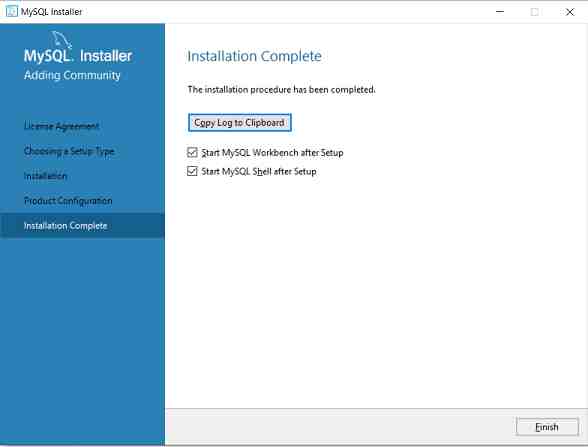 MySQL Installer
MySQL. Installer
Adding Community
License Agreement
Choosing a Setup Type
Installation
Product Configuration
Installation Complete
Installation Complete
The installation procedure has been completed.
Copy Log to Clipboard
Start MySQL Workbench after Setup
Start MySQL Shell after Setup
Finish